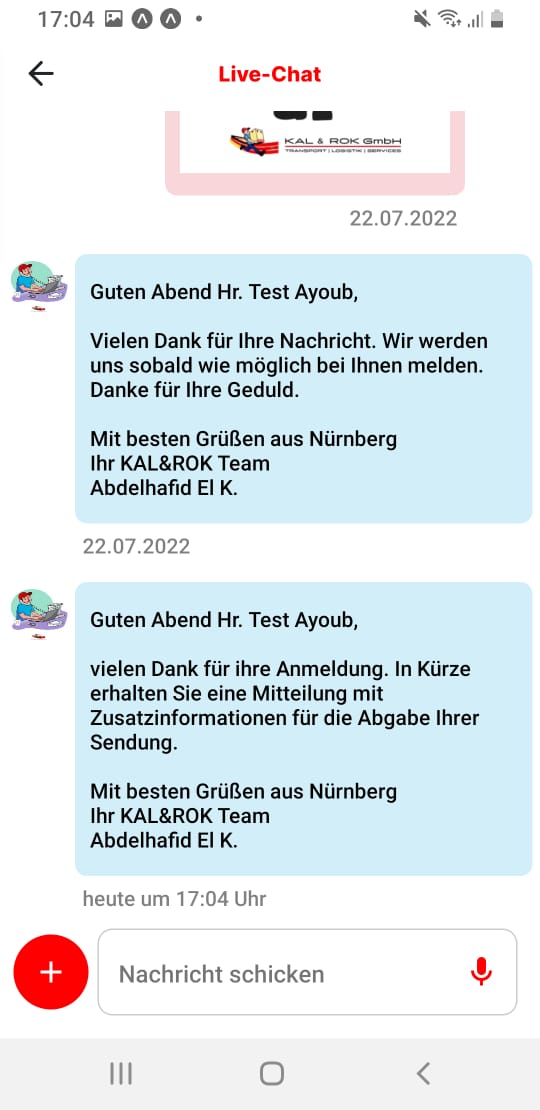 17:04
Live-Chat
KAL & ROK GmbH
TRANSPORT | LOGISTIK | SERVICES
22.07.2022
Guten Abend Hr. Test Ayoub,
Vielen Dank für Ihre Nachricht. Wir werden
uns sobald wie möglich bei Ihnen melden.
Danke für Ihre Geduld.
Mit besten Grüßen aus Nürnberg
Ihr KAL&ROK Team
Abdelhafid El K.
22.07.2022
Guten Abend Hr. Test Ayoub,
vielen Dank für ihre Anmeldung. In Kürze
erhalten Sie eine Mitteilung mit
Zusatzinformationen für die Abgabe Ihrer
Sendung.
Mit besten Grüßen aus Nürnberg
Ihr KAL&ROK Team
Abdelhafid El K.
heute um 17:04 Uhr
Nachricht schicken